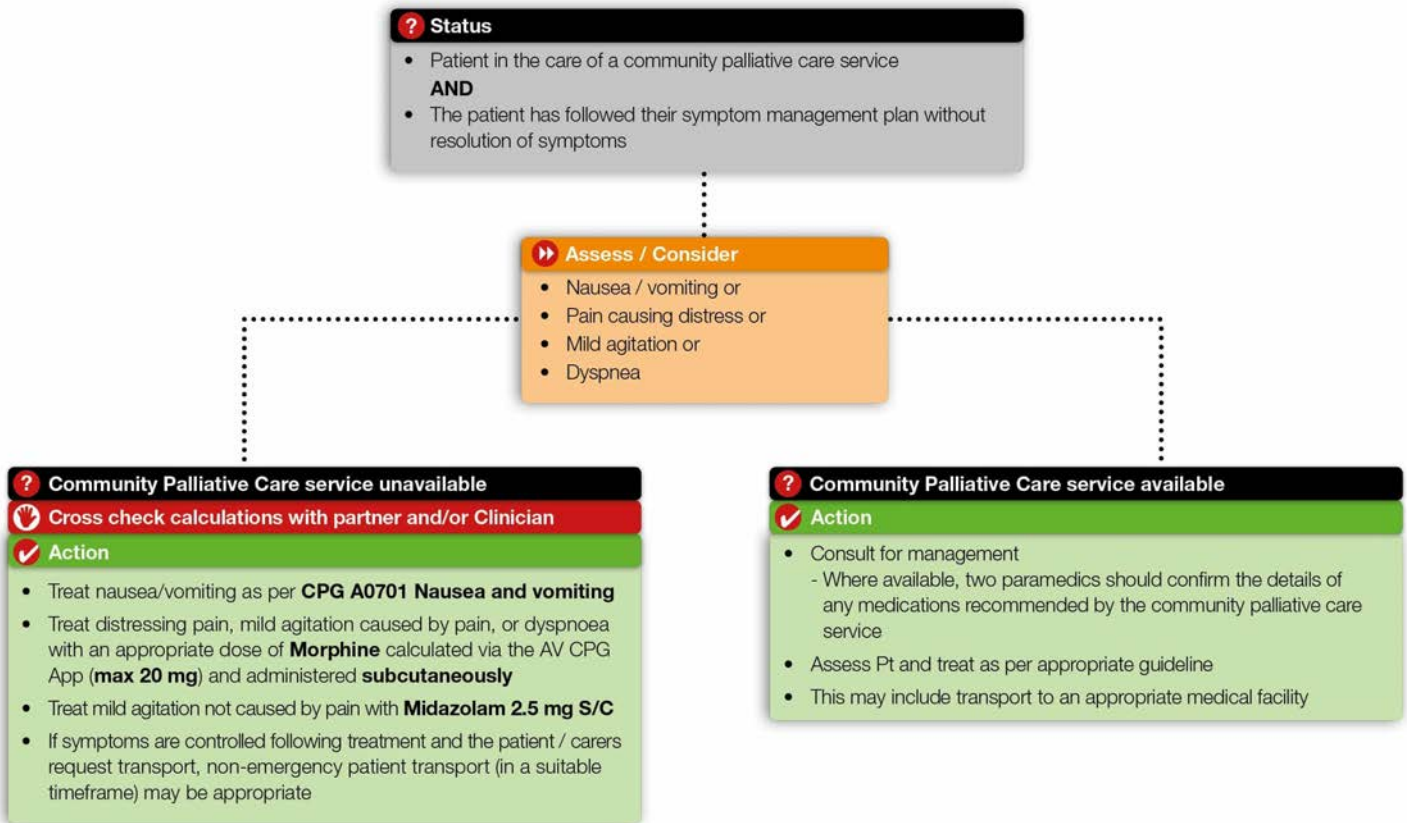 Status
• Patient in the care of a community palliative care service
AND
• The patient has followed their symptom management plan without
resolution of symptoms
Assess / Consider
• Nausea / vomiting or
• Pain causing distress or
• Mild agitation or
• Dyspnea
Community Palliative Care service unavailable
Cross check calculations with partner and/or Clinician
Action
• Treat nausea/vomiting as per CPG A0701 Nausea and vomiting
• Treat distressing pain, mild agitation caused by pain, or dyspnoea
with an appropriate dose of Morphine calculated via the AV CPG
App (max 20 mg) and administered subcutaneously
• Treat mild agitation not caused by pain with Midazolam 2.5 mg S/C
• If symptoms are controlled following treatment and the patient / carers
request transport, non-emergency patient transport (in a suitable
timeframe) may be appropriate
Community Palliative Care service available
Action
• Consult for management
- Where available, two paramedics should confirm the details of
any medications recommended by the community palliative care
service
• Assess Pt and treat as per appropriate guideline
• This may include transport to an appropriate medical facility